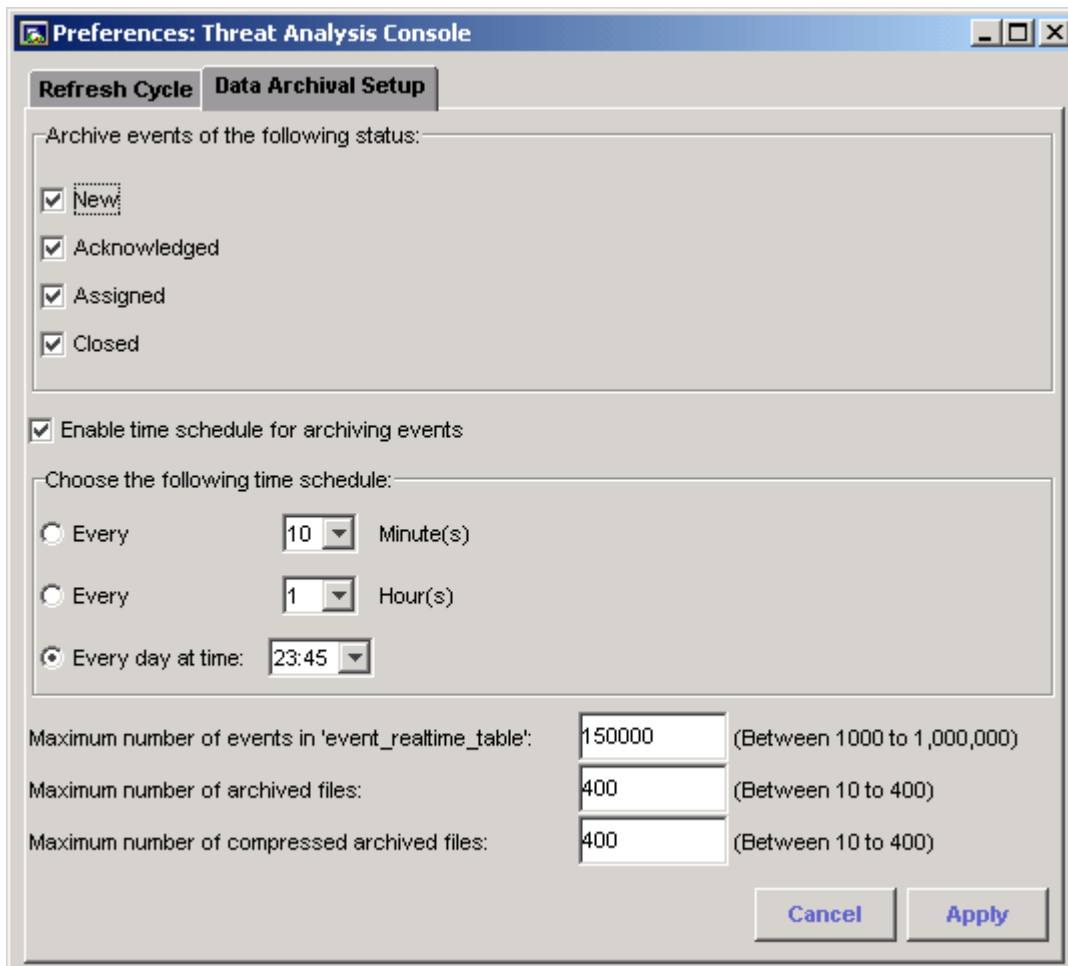 Preferences: Threat Analysis Console
Refresh Cycle Data Archival Setup
Archive events of the following status:
New
Acknowledged
Assigned
Closed
Enable time schedule for archiving events
Choose the following time schedule:
Every 10 Minute(s)
Every 1 Hour(s)
Every day at time: 23:45
Maximum number of events in 'event_realtime_table': 150000 (Between 1000 to 1,000,000)
Maximum number of archived files: 400 (Between 10 to 400)
Maximum number of compressed archived files: 400 (Between 10 to 400)
Cancel Apply